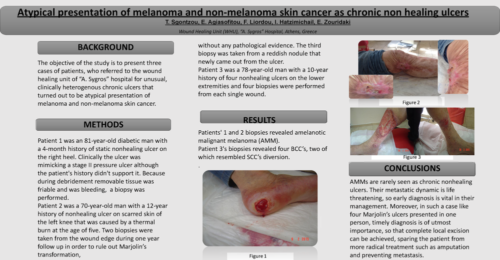 Atypical presentation of melanoma and non-melanoma skin cancer as chronic non healing ulcers
T. Sgontzou, E. Agiasofitou, F. Liordou, I. Hatzimichail, E. Zouridaki
Wound-Healing Unit (WHU), "A. Sygros" Hospital, Athens, Greece
BACKGROUND
The objective of the study is to present three
cases of patients, who referred to the wound
healing unit of "A. Sygros" hospital for unusual,
clinically heterogenous chronic ulcers that
turned out to be atypical presentation of
melanoma and non-melanoma skin cancer.
METHODS
Patient 1 was an 81-year-old diabetic man with
a 4-month history of static nonhealing ulcer on
the right Heel. Clinically the ulcer was
mimicking a stage II pressure ulcer although
the patient's history didn't support it. Because
during debridement removable tissue was
friable and was bleeding, a biopsy was
performed.
Patient 2 was a 70-year-old man with a 12-year
history of nonhealing ulcer on scarred skin of
the left knee that was caused by a thermal
burn at the age of five. Two biopsies were
taken from the wound edge during one year
follow up in order to rule out Marjolin's
transformation,
without any pathological evidence. The third
biopsy was taken from a reddish nodule that
newly came out from the ulcer.
Patient 3 was a 78-year-old man with a 10-year
history of four nonhealing ulcers on the lower
extremities and four biopsies were performed
from each single wound.
RESULTS
Patients' 1 and 2 biopsies revealed amelanotic
malignant melanoma (AMM).
Patient 3's biopsies revealed four BCC's, two of
which resembled SCC's diversion.
.
Figure 1
Figure 2
Figure 3
CONCLUSIONS
AMMs are rarely seen as chronic nonhealing
ulcers. Their metastatic dynamic is life
threatening, so early diagnosis is vital in their
management. Moreover, in such a case like
four Marjolin's ulcers presented in one
person, timely diagnosis is of utmost
importance, so that complete local excision
can be achieved, sparing the patient from
more radical treatment such as amputation
and preventing metastasis.